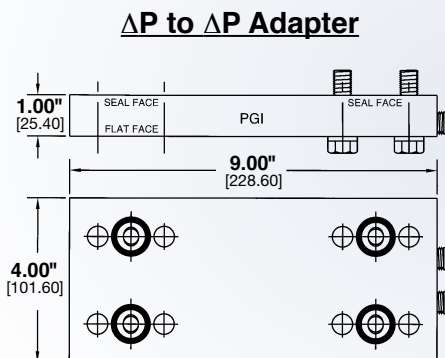 ΔP to ΔP Adapter
1.00"
[25.40]
SEAL FACE
FLAT FACE
PGI
SEAL FACE
9.00"
[228.60]
4.00"
[101.60]